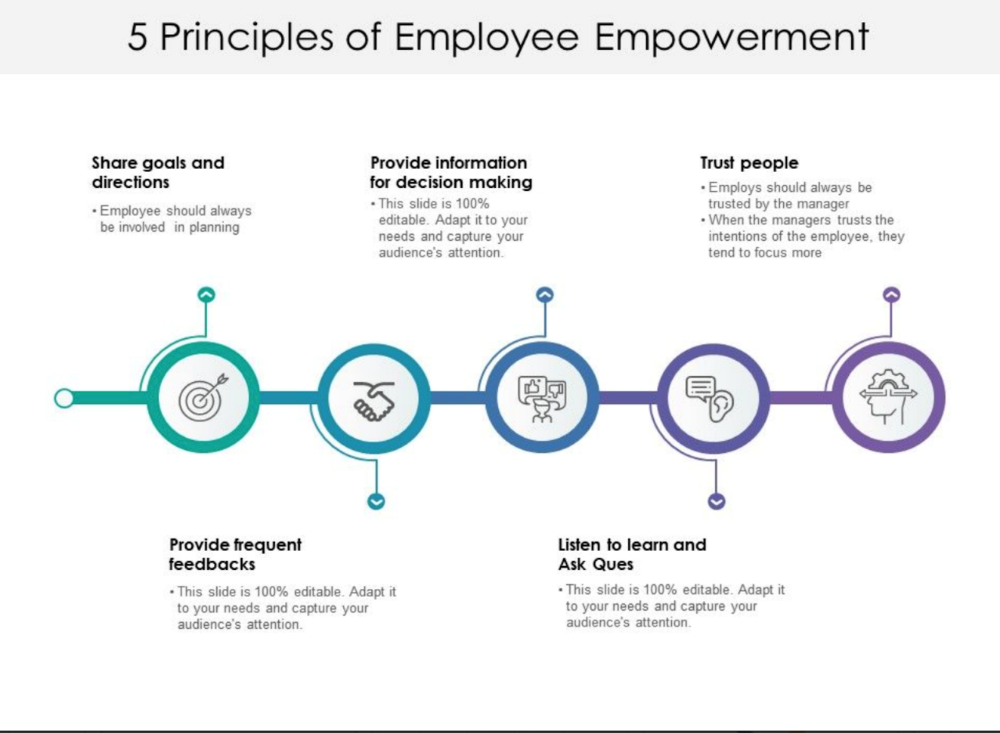 5 Principles of Employee Empowerment
Share goals and
directions
• Employee should always
be involved in planning
Provide information
for decision making
• This slide is 100%
editable. Adapt it to your
needs and capture your
audience's attention.
Trust people
• Employs should always be
trusted by the manager
• When the managers trusts the
intentions of the employee, they
tend to focus more
Provide frequent
feedbacks
• This slide is 100% editable. Adapt it
to your needs and capture your
audience's attention.
Listen to learn and
Ask Ques
• This slide is 100% editable. Adapt it
to your needs and capture your
audience's attention.